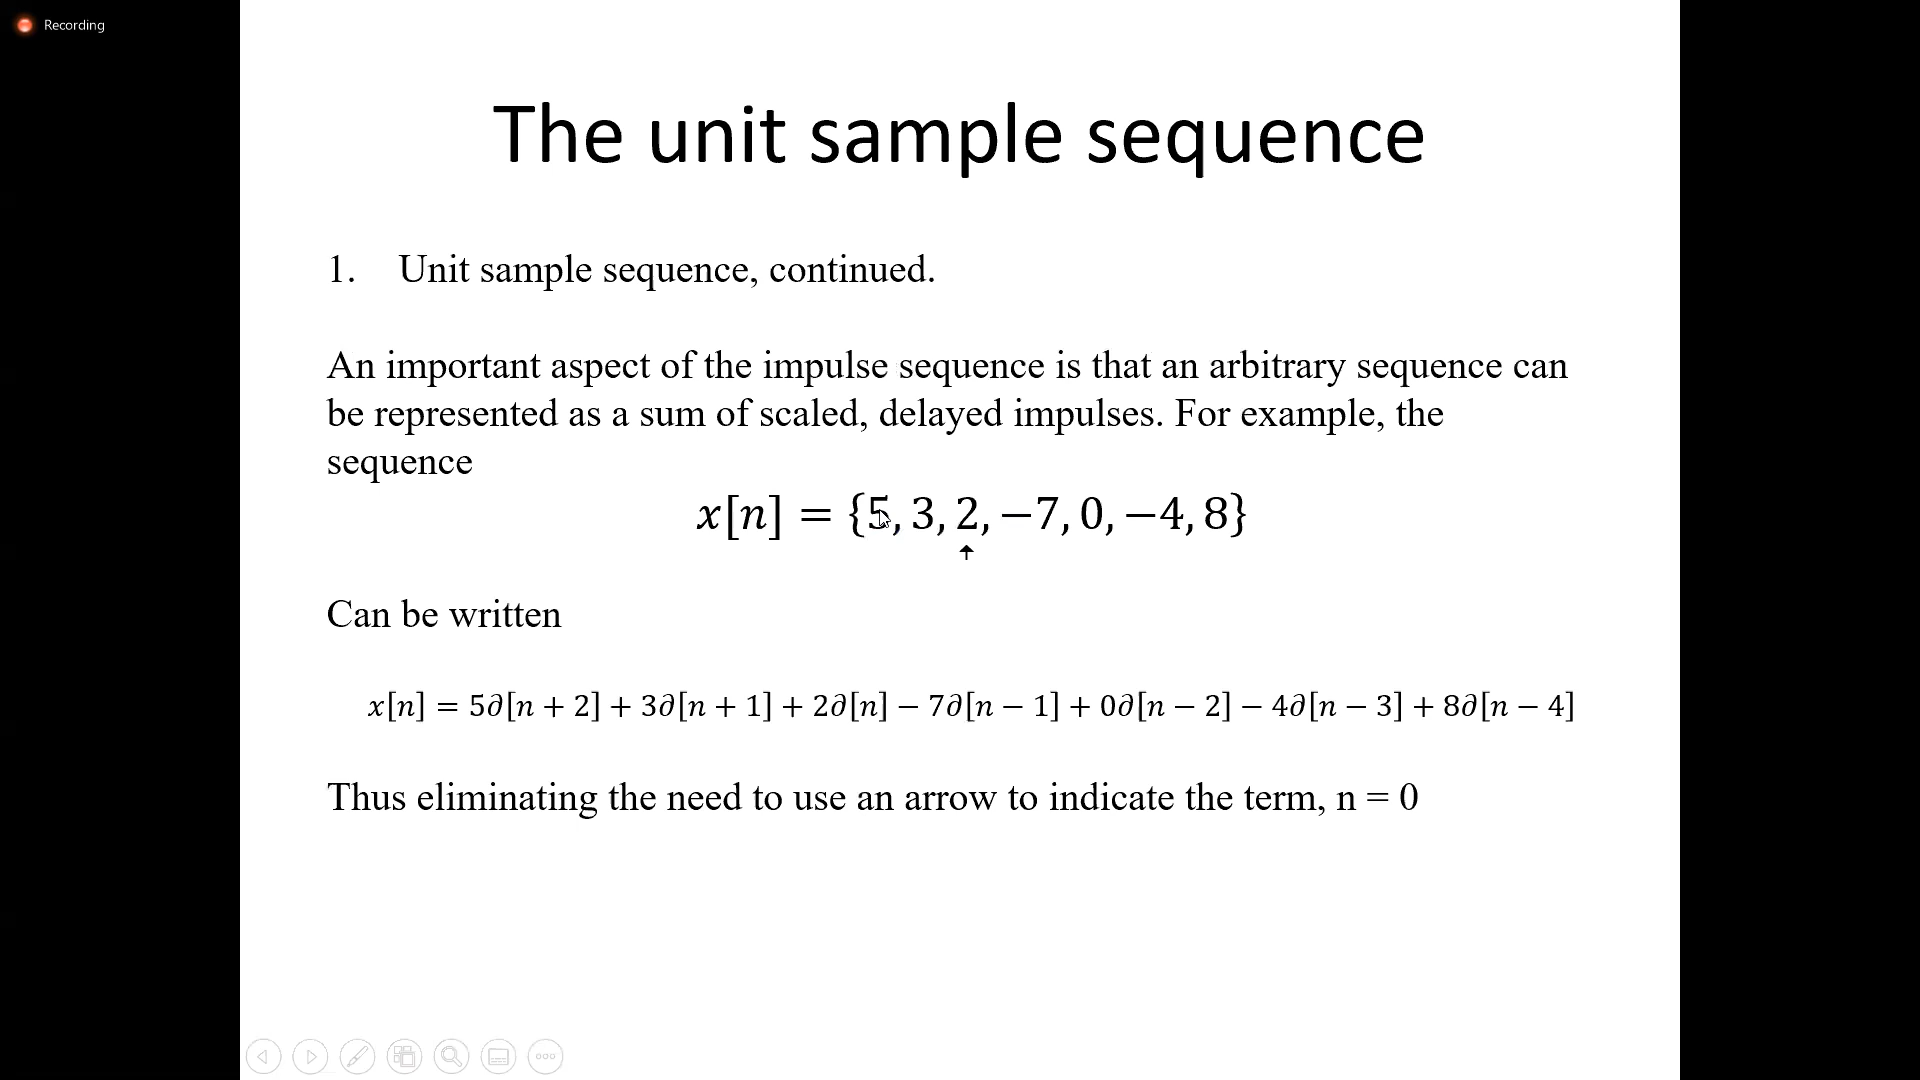 Recording
The unit sample sequence
1. Unit sample sequence, continued.
An important aspect of the impulse sequence is that an arbitrary sequence can
be represented as a sum of scaled, delayed impulses. For example, the
sequence
x[n] = {5, 3, 2, −7, 0, −4, 8}
↑
Can be written
x[n] = 5∂[n + 2] + 3∂[n + 1] + 2∂[n] − 7∂[n − 1] + 0∂[n − 2] − 4∂[n − 3] + 8∂[n − 4]
Thus eliminating the need to use an arrow to indicate the term, n = 0